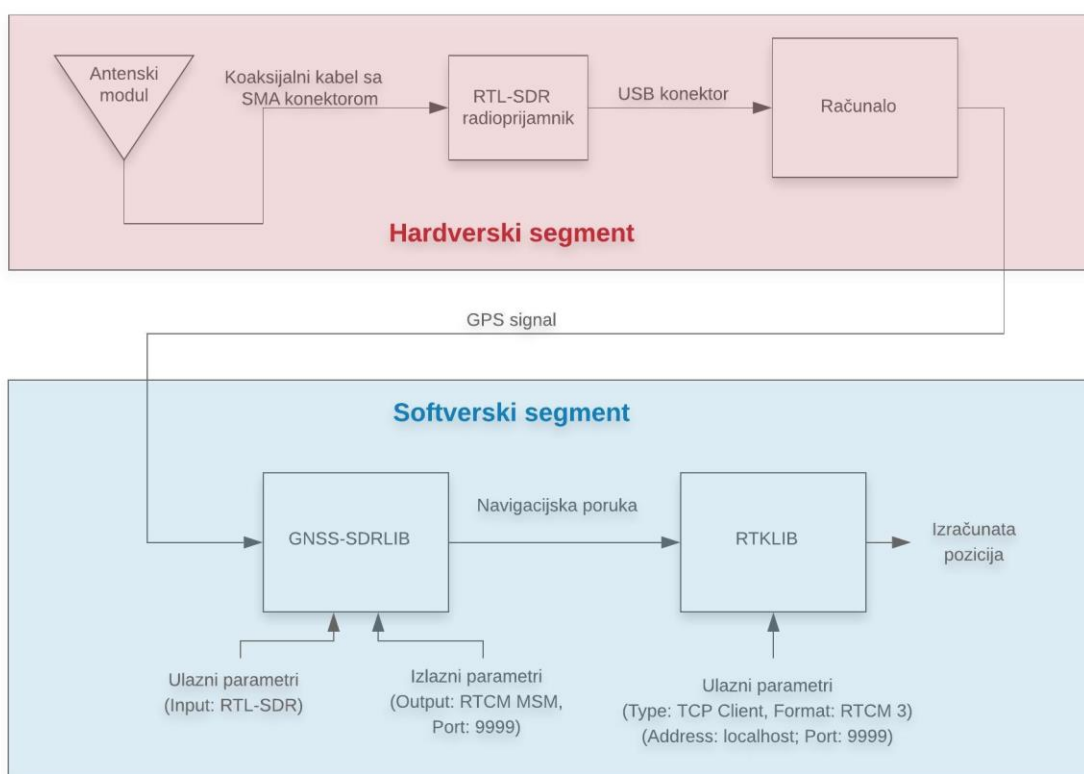 Antenski
modul
Koaksijalni kabel sa
SMA konektorom
RTL-SDR
radioprijamnik
USB konektor
Računalo
Hardverski segment
GPS signal
Softverski segment
GNSS-SDRLIB
Navigacijska poruka
RTKLIB
Izračunata
pozicija
Ulazni parametri
(Input: RTL-SDR)
Izlazni parametri
(Output: RTCM MSM,
Port: 9999)
Ulazni parametri
(Type: TCP Client, Format: RTCM 3)
(Address: localhost; Port: 9999)